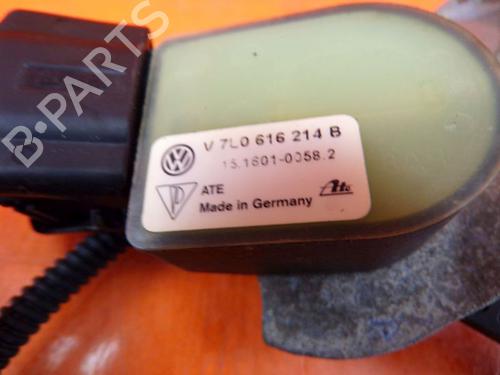 V 7L0 616 214 B
15.1601-0058.2
ATE
Made in Germany
Ate
B-PARTS